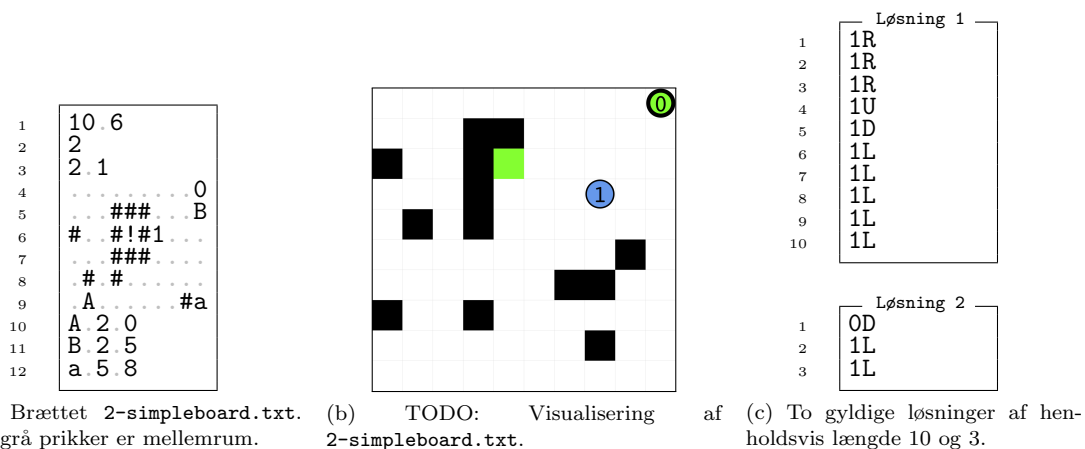 1 10.6
2 2
3 2.1
4 .........0
5 ...###...B
6 #..#!#1...
7 ...###....
8 .#.#......
9 .A......#a
10 A.2.0
11 B.2.5
12 a.5.8
Brættet 2-simpleboard.txt.
grå prikker er mellemrum.
0
1
(b) TODO: Visualisering af
2-simpleboard.txt.
Løsning 1
1 1R
2 1R
3 1R
4 1U
5 1D
6 1L
7 1L
8 1L
9 1L
10 1L
Løsning 2
1 0D
2 1L
3 1L
(c) To gyldige løsninger af hen-
holdsvis længde 10 og 3.